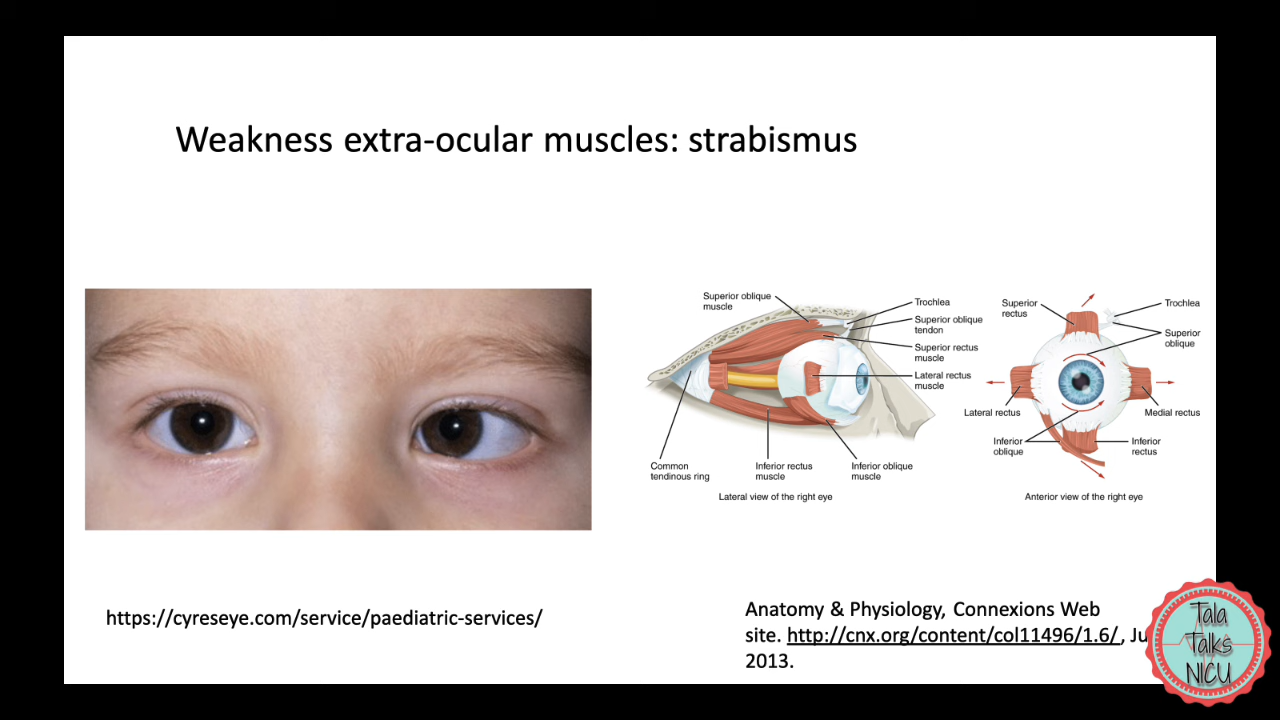 Weakness extra-ocular muscles: strabismus
Superior oblique
muscle
Trochlea
Superior oblique
tendon
Superior rectus
muscle
Lateral rectus
muscle
Common
tendinous ring
Inferior rectus
muscle
Inferior oblique
muscle
Lateral view of the right eye
Superior
rectus
Trochlea
Superior
oblique
Lateral rectus
Medial rectus
Inferior
oblique
Inferior
rectus
Anterior view of the right eye
https://cyreseye.com/service/paediatric-services/
Anatomy & Physiology, Connexions Web
site. http://cnx.org/content/col11496/1.6/, Ju
2013.
Tala
Talks
NICU